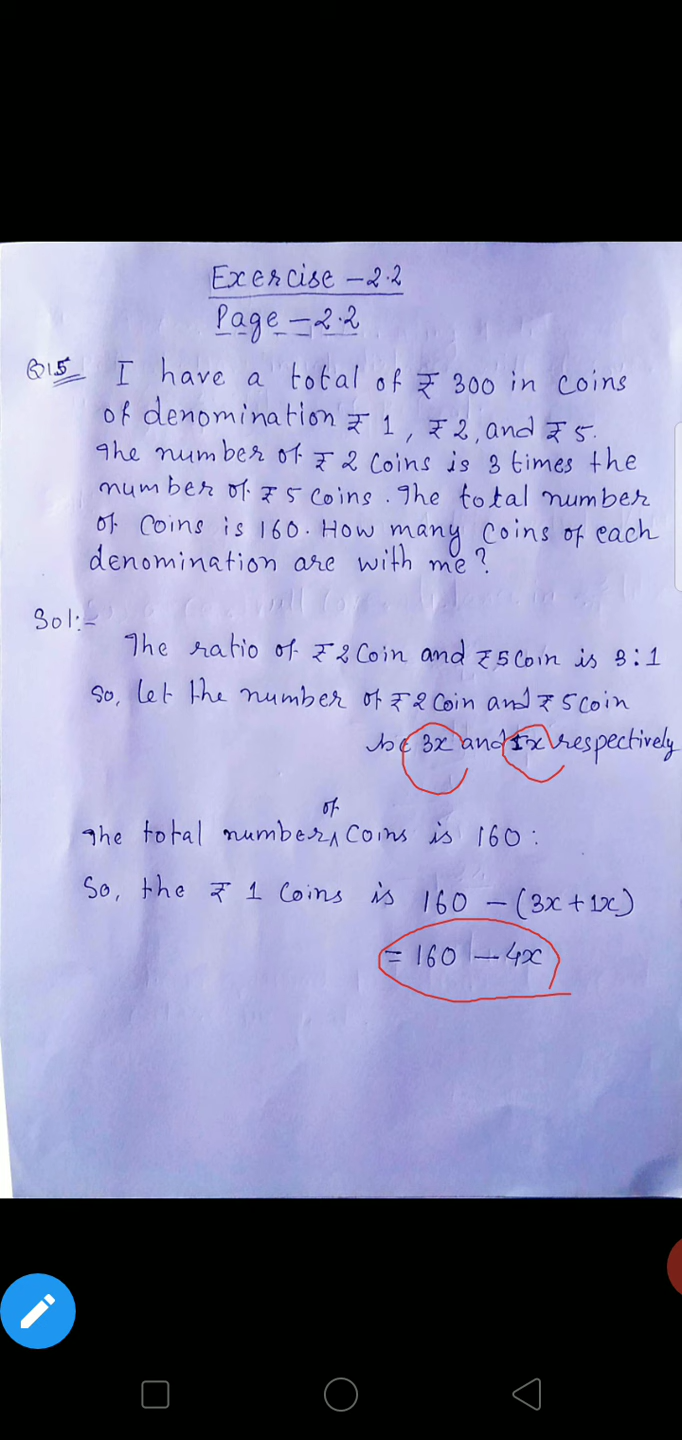 Exercise - 2.2
Page - 2.2
Q15 I have a total of ₹ 300 in coins
of denomination ₹ 1, ₹ 2, and ₹ 5.
The number of ₹ 2 Coins is 3 times the
number of ₹ 5 Coins. The total number
of Coins is 160. How many Coins of each
denomination are with me?
Sol:-
The ratio of ₹ 2 Coin and ₹ 5 Coin is 3:1
So, let the number of ₹ 2 Coin and ₹ 5 coin
be 3x and 1x respectively
The total number of Coins is 160:
So, the ₹ 1 Coins is 160 - (3x + 1x)
= 160 - 4x